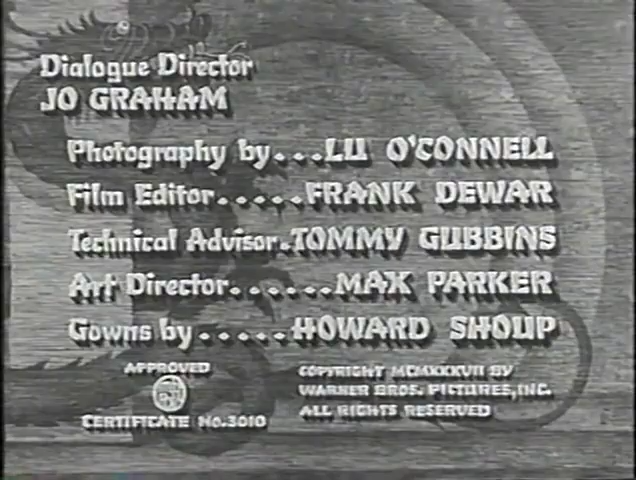 Dialogue Director
JO GRAHAM
Photography by...LU O'CONNELL
Film Editor.....FRANK DEWAR
Technical Advisor.TOMMY GUBBINS
Art Director......MAX PARKER
Gowns by.....HOWARD SHOUP
APPROVED
CERTIFICATE No.3010
COPYRIGHT MCMXXXVII BY
WARNER BROS. PICTURES, INC.
ALL RIGHTS RESERVED